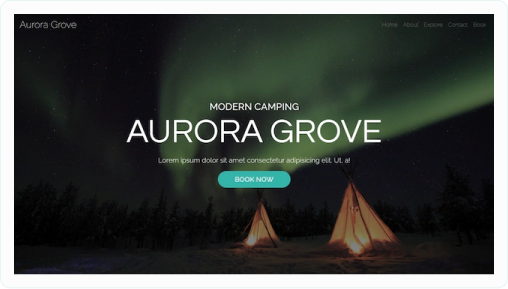 Aurora Grove
Home About Explore Contact Book
MODERN CAMPING
AURORA GROVE
Lorem ipsum dolor sit amet consectetur adipisicing elit. Ut, a!
BOOK NOW